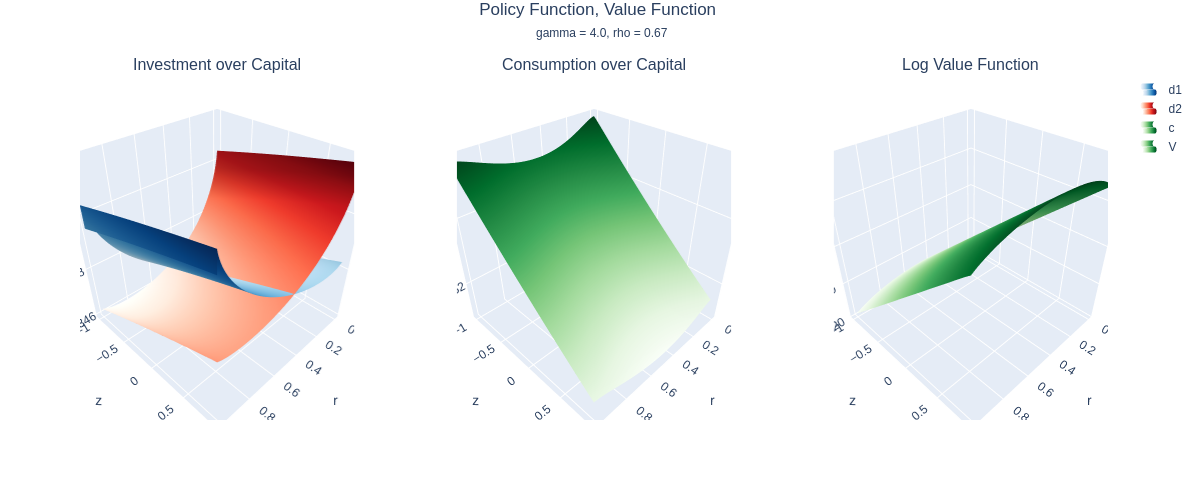 Policy Function, Value Function
gamma = 4.0, rho = 0.67
Investment over Capital
Consumption over Capital
Log Value Function
d1
d2
c
V
−0.5
0
0.5
z
0.2
0.4
0.6
0.8
r
−0.5
0
0.5
z
0.2
0.4
0.6
0.8
r
−0.5
0
0.5
z
0.2
0.4
0.6
0.8
r